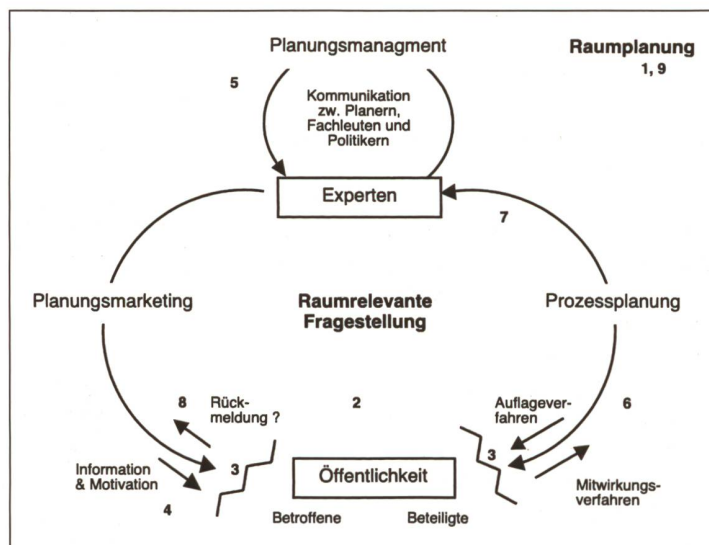 Planungsmanagment
Raumplanung
1, 9
5
Kommunikation
zw. Planern,
Fachleuten und
Politikern
Experten
7
Planungsmarketing
Raumrelevante
Fragestellung
Prozessplanung
8
Rück-
meldung ?
2
Auflagever-
fahren
6
3
3
Information
& Motivation
4
Öffentlichkeit
Mitwirkungs-
verfahren
Betroffene
Beteiligte